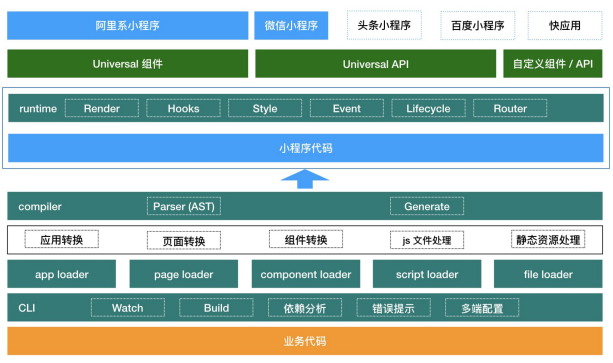 阿里系小程序 微信小程序 头条小程序 百度小程序 快应用
Universal 组件 Universal API 自定义组件 / API
runtime Render Hooks Style Event Lifecycle Router
小程序代码
compiler Parser (AST) Generate
应用转换 页面转换 组件转换 js 文件处理 静态资源处理
app loader page loader component loader script loader file loader
CLI Watch Build 依赖分析 错误提示 多端配置
业务代码